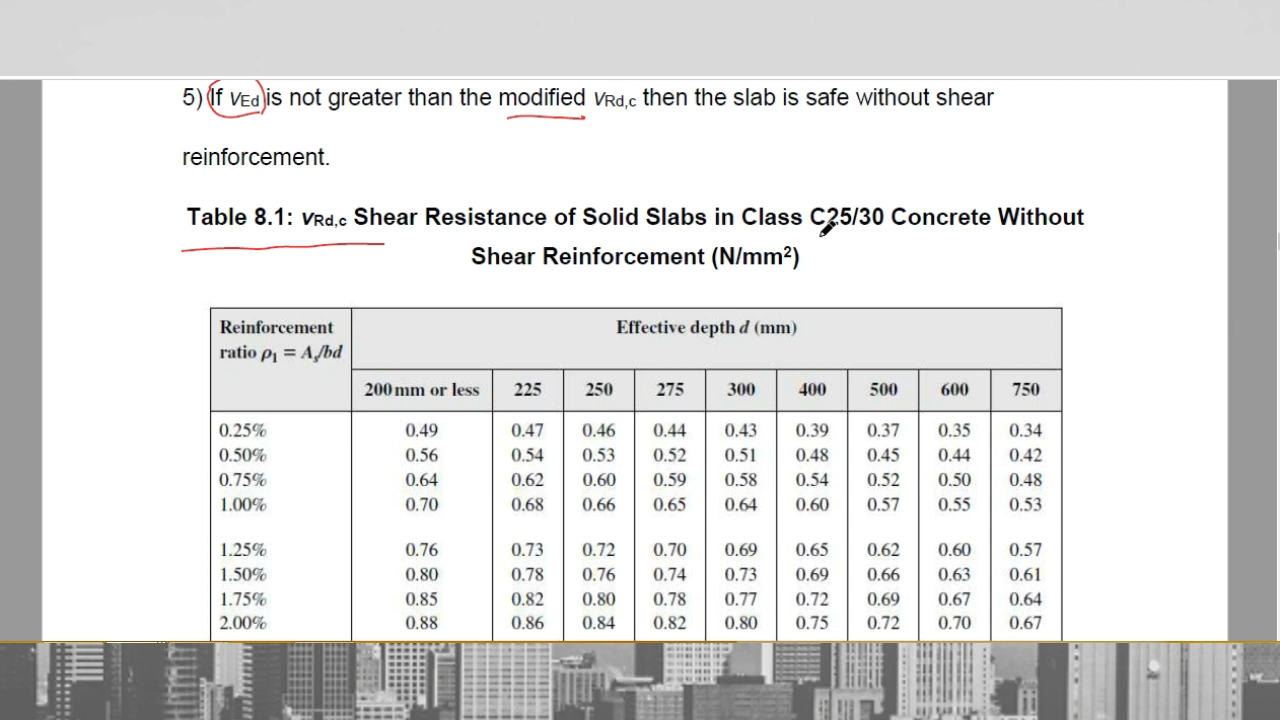 5) If vEd is not greater than the modified vRd,c then the slab is safe without shear
reinforcement.
Table 8.1: vRd,c Shear Resistance of Solid Slabs in Class C25/30 Concrete Without
Shear Reinforcement (N/mm²)
Reinforcement
ratio ρ1 = As/bd
Effective depth d (mm)
200 mm or less 225 250 275 300 400 500 600 750
0.25% 0.49 0.47 0.46 0.44 0.43 0.39 0.37 0.35 0.34
0.50% 0.56 0.54 0.53 0.52 0.51 0.48 0.45 0.44 0.42
0.75% 0.64 0.62 0.60 0.59 0.58 0.54 0.52 0.50 0.48
1.00% 0.70 0.68 0.66 0.65 0.64 0.60 0.57 0.55 0.53
1.25% 0.76 0.73 0.72 0.70 0.69 0.65 0.62 0.60 0.57
1.50% 0.80 0.78 0.76 0.74 0.73 0.69 0.66 0.63 0.61
1.75% 0.85 0.82 0.80 0.78 0.77 0.72 0.69 0.67 0.64
2.00% 0.88 0.86 0.84 0.82 0.80 0.75 0.72 0.70 0.67